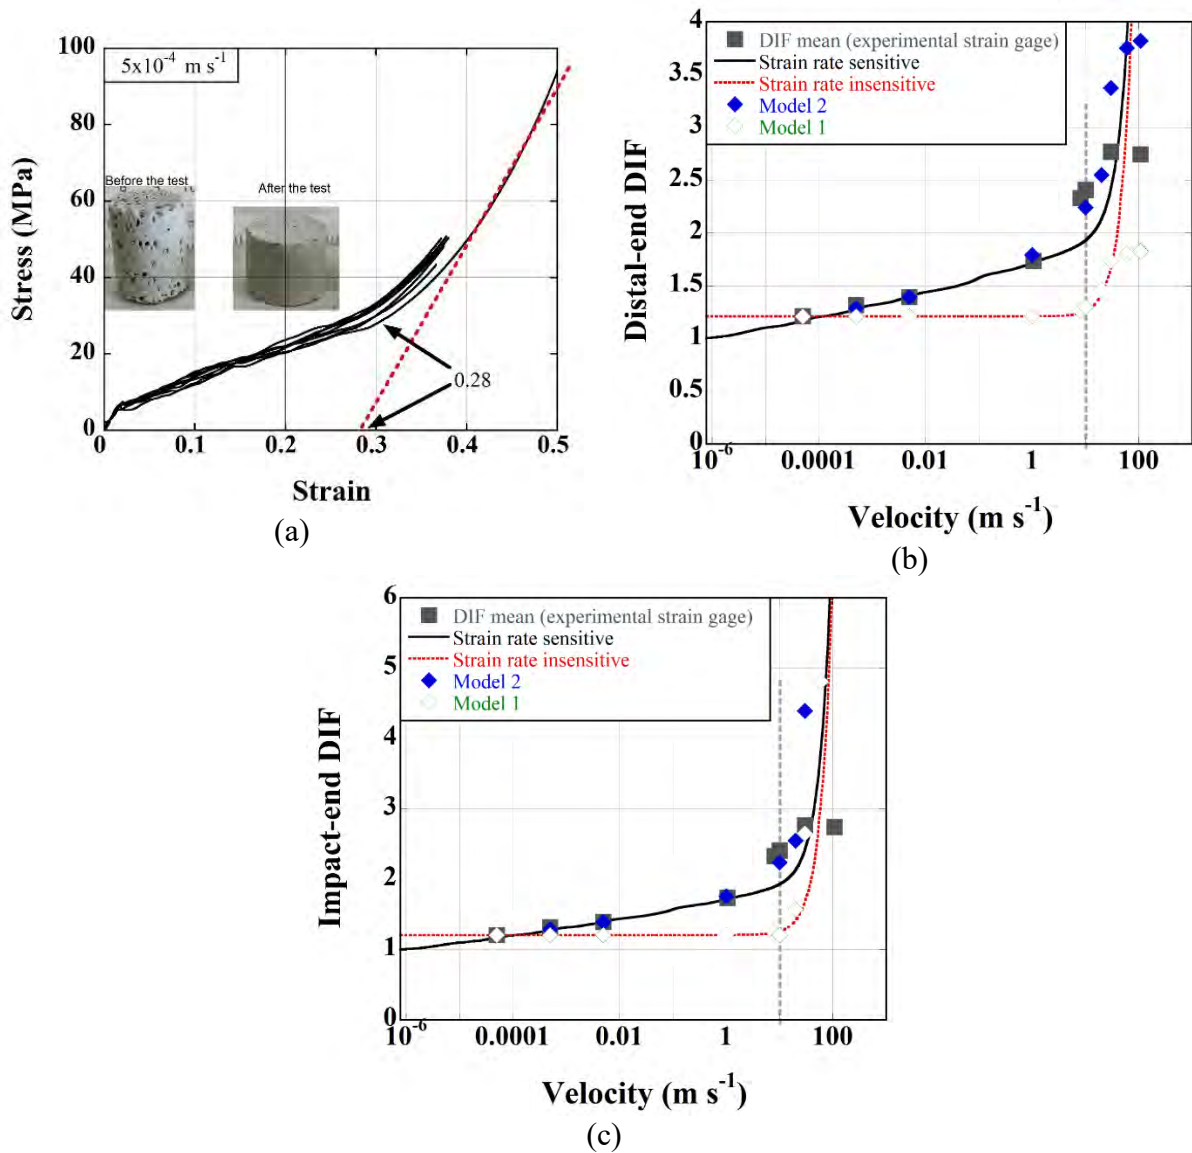 100
80
60
40
20
0
Stress (MPa)
5x10⁻⁴ m s⁻¹
Before the test
After the test
0.28
0
0.1
0.2
0.3
0.4
0.5
Strain
(a)
4
3.5
3
2.5
2
1.5
1
0.5
0
Distal-end DIF
DIF mean (experimental strain gage)
Strain rate sensitive
Strain rate insensitive
Model 2
Model 1
10⁻⁶
0.0001
0.01
1
100
Velocity (m s⁻¹)
(b)
6
5
4
3
2
1
0
Impact-end DIF
DIF mean (experimental strain gage)
Strain rate sensitive
Strain rate insensitive
Model 2
Model 1
10⁻⁶
0.0001
0.01
1
100
Velocity (m s⁻¹)
(c)